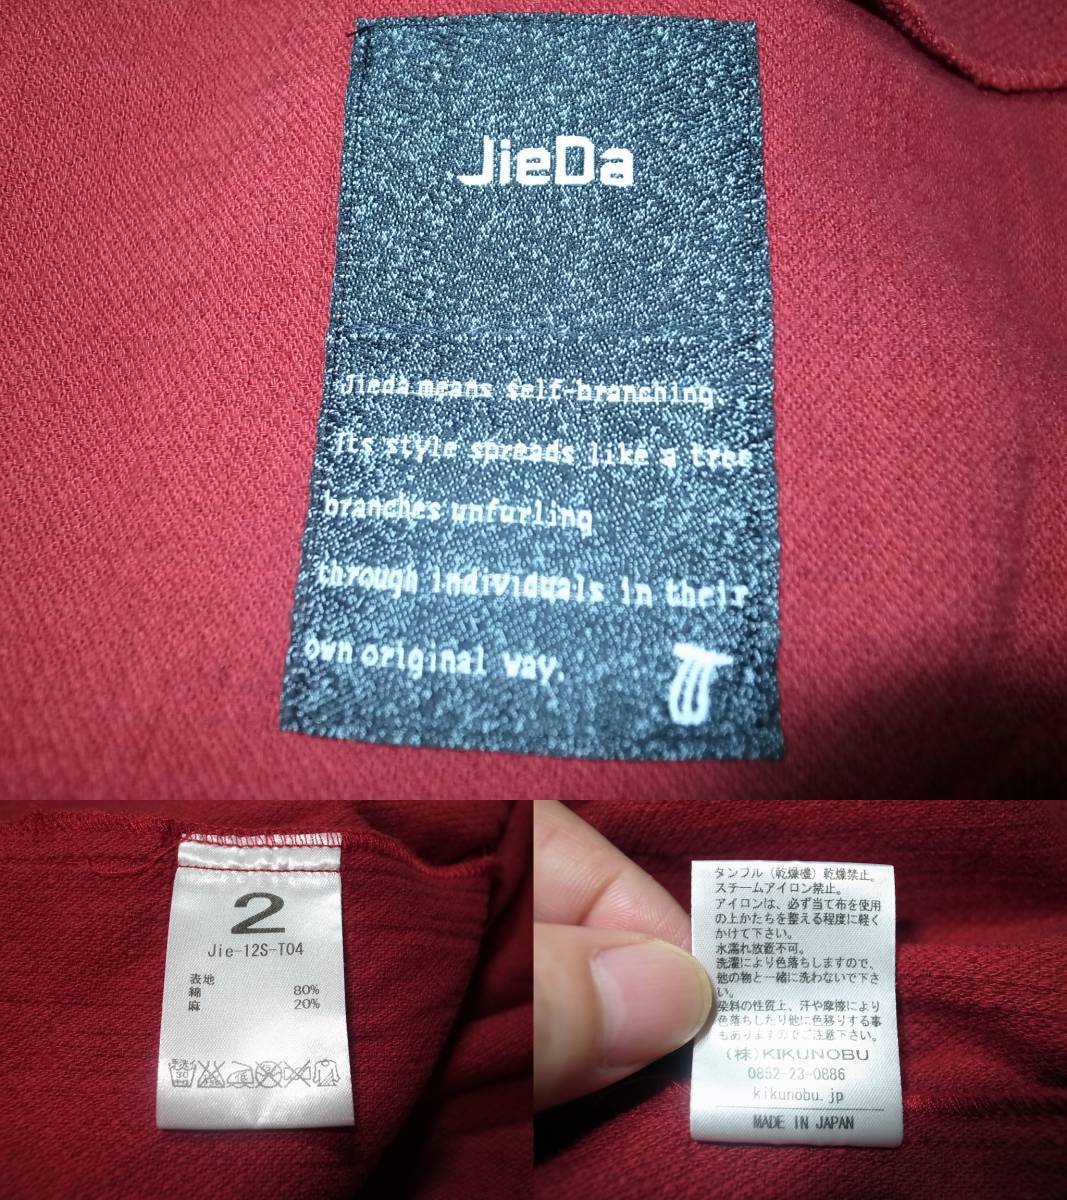 JieDa
Jieda means self-branching.
Its style spreads like a tree
branches unfurling
through individuals in their
own original way.
2
Jie-12S-T04
表地
綿 80%
麻 20%
タンブル（乾燥機）乾燥禁止。
スチームアイロン禁止。
アイロンは、必ず当て布を使用
の上かたちを整える程度に軽く
かけて下さい。
水濡れ放置不可。
洗濯により色落ちしますので、
他の物と一緒に洗わないで下さ
い。
染料の性質上、汗や摩擦により
色落ちしたり他に色移りする事
もありますのでご注意下さい。
(株)KIKUNOBU
0852-23-0886
kikunobu.jp
MADE IN JAPAN